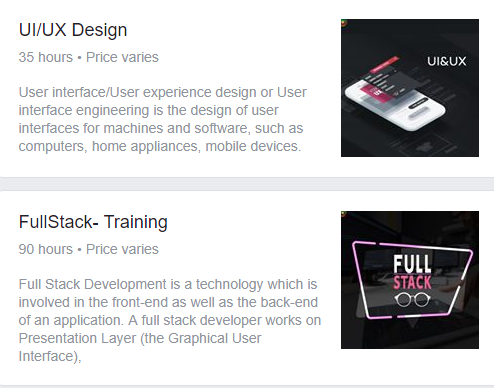 UI/UX Design
35 hours • Price varies
User interface/User experience design or User
interface engineering is the design of user
interfaces for machines and software, such as
computers, home appliances, mobile devices.
UI&UX
FullStack- Training
90 hours • Price varies
Full Stack Development is a technology which is
involved in the front-end as well as the back-end
of an application. A full stack developer works on
Presentation Layer (the Graphical User
Interface),
FULL
STACK